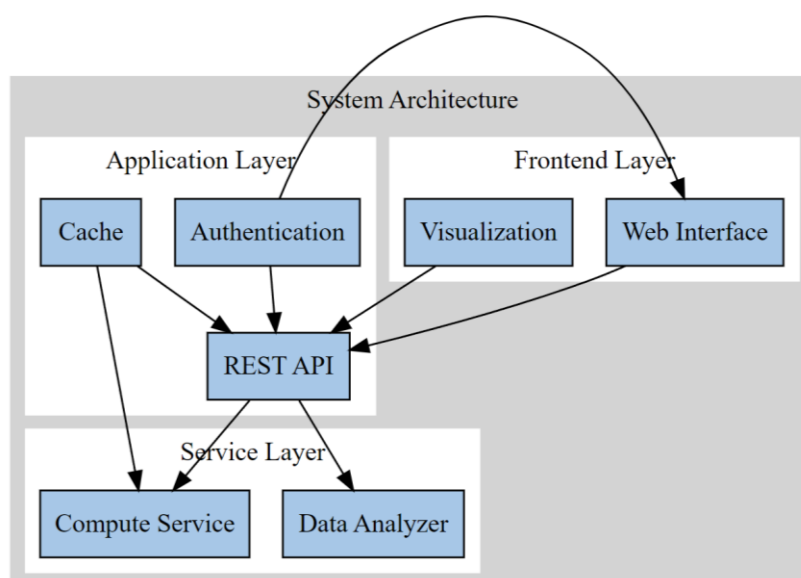 System Architecture
Application Layer
Frontend Layer
Cache
Authentication
Visualization
Web Interface
REST API
Service Layer
Compute Service
Data Analyzer